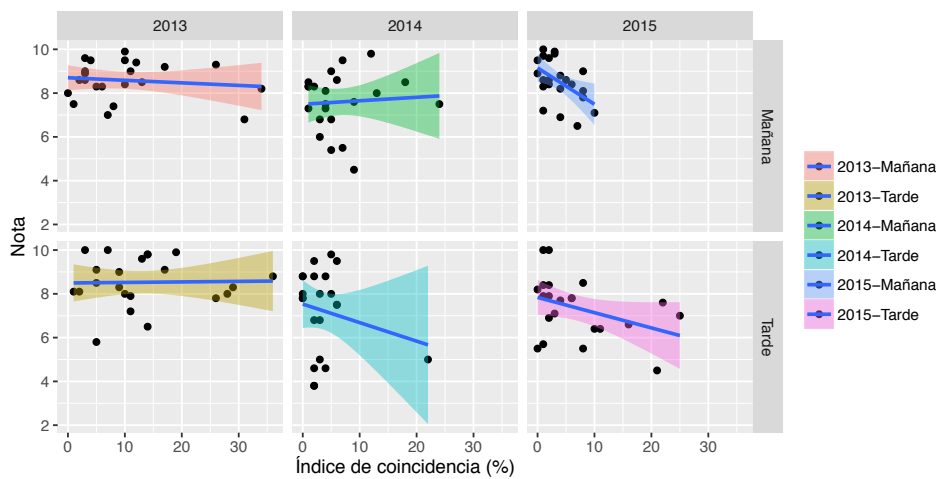 2013 2014 2015
10
8
6
4
2
Mañana
10
8
6
4
2
Tarde
0 10 20 30 0 10 20 30 0 10 20 30
Nota
Índice de coincidencia (%)
2013−Mañana
2013−Tarde
2014−Mañana
2014−Tarde
2015−Mañana
2015−Tarde